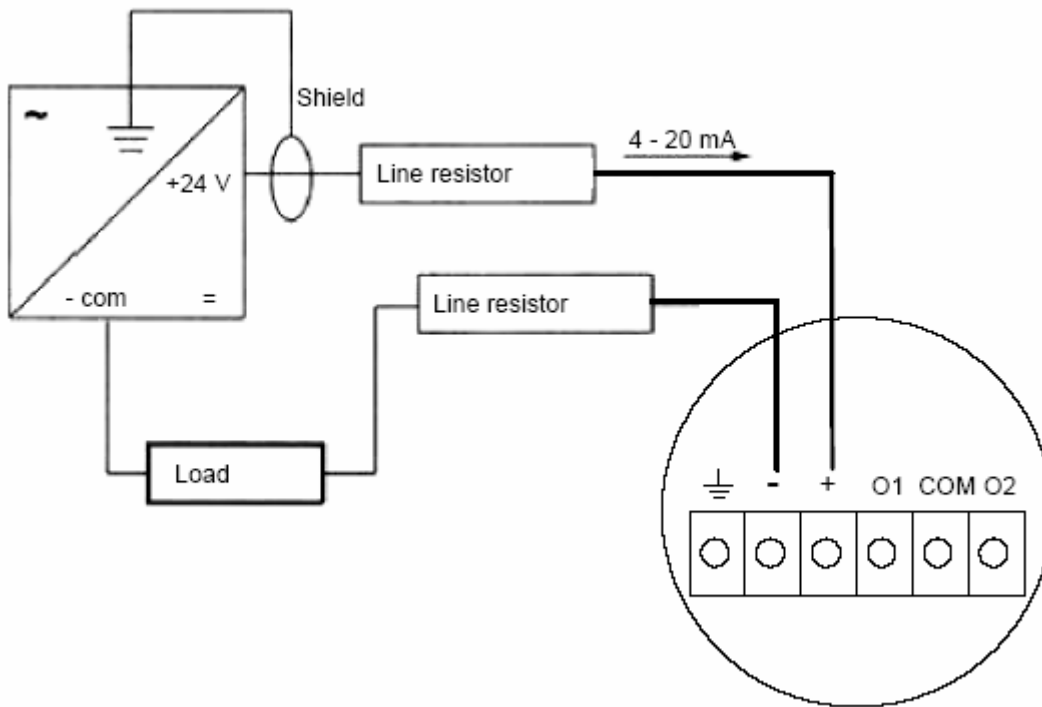 Shield
~
4 - 20 mA
Line resistor
+24 V
- com =
Line resistor
Load
- + O1 COM O2